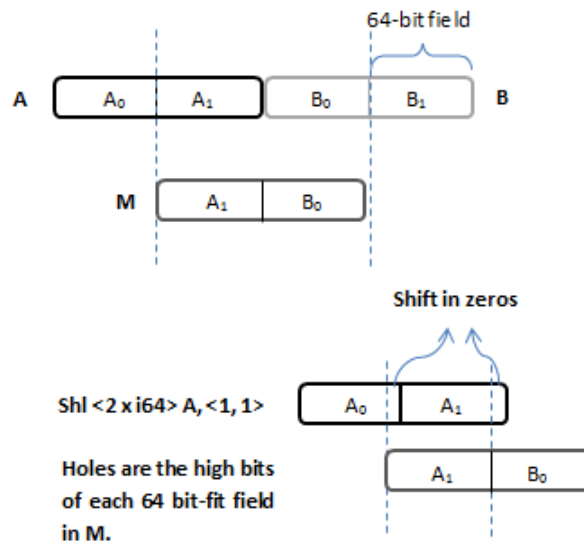 64-bit field
A A₀ A₁ B₀ B₁ B
M A₁ B₀
Shift in zeros
Shl <2 x i64> A, <1, 1> A₀ A₁
Holes are the high bits
of each 64 bit-fit field
in M.
A₁ B₀